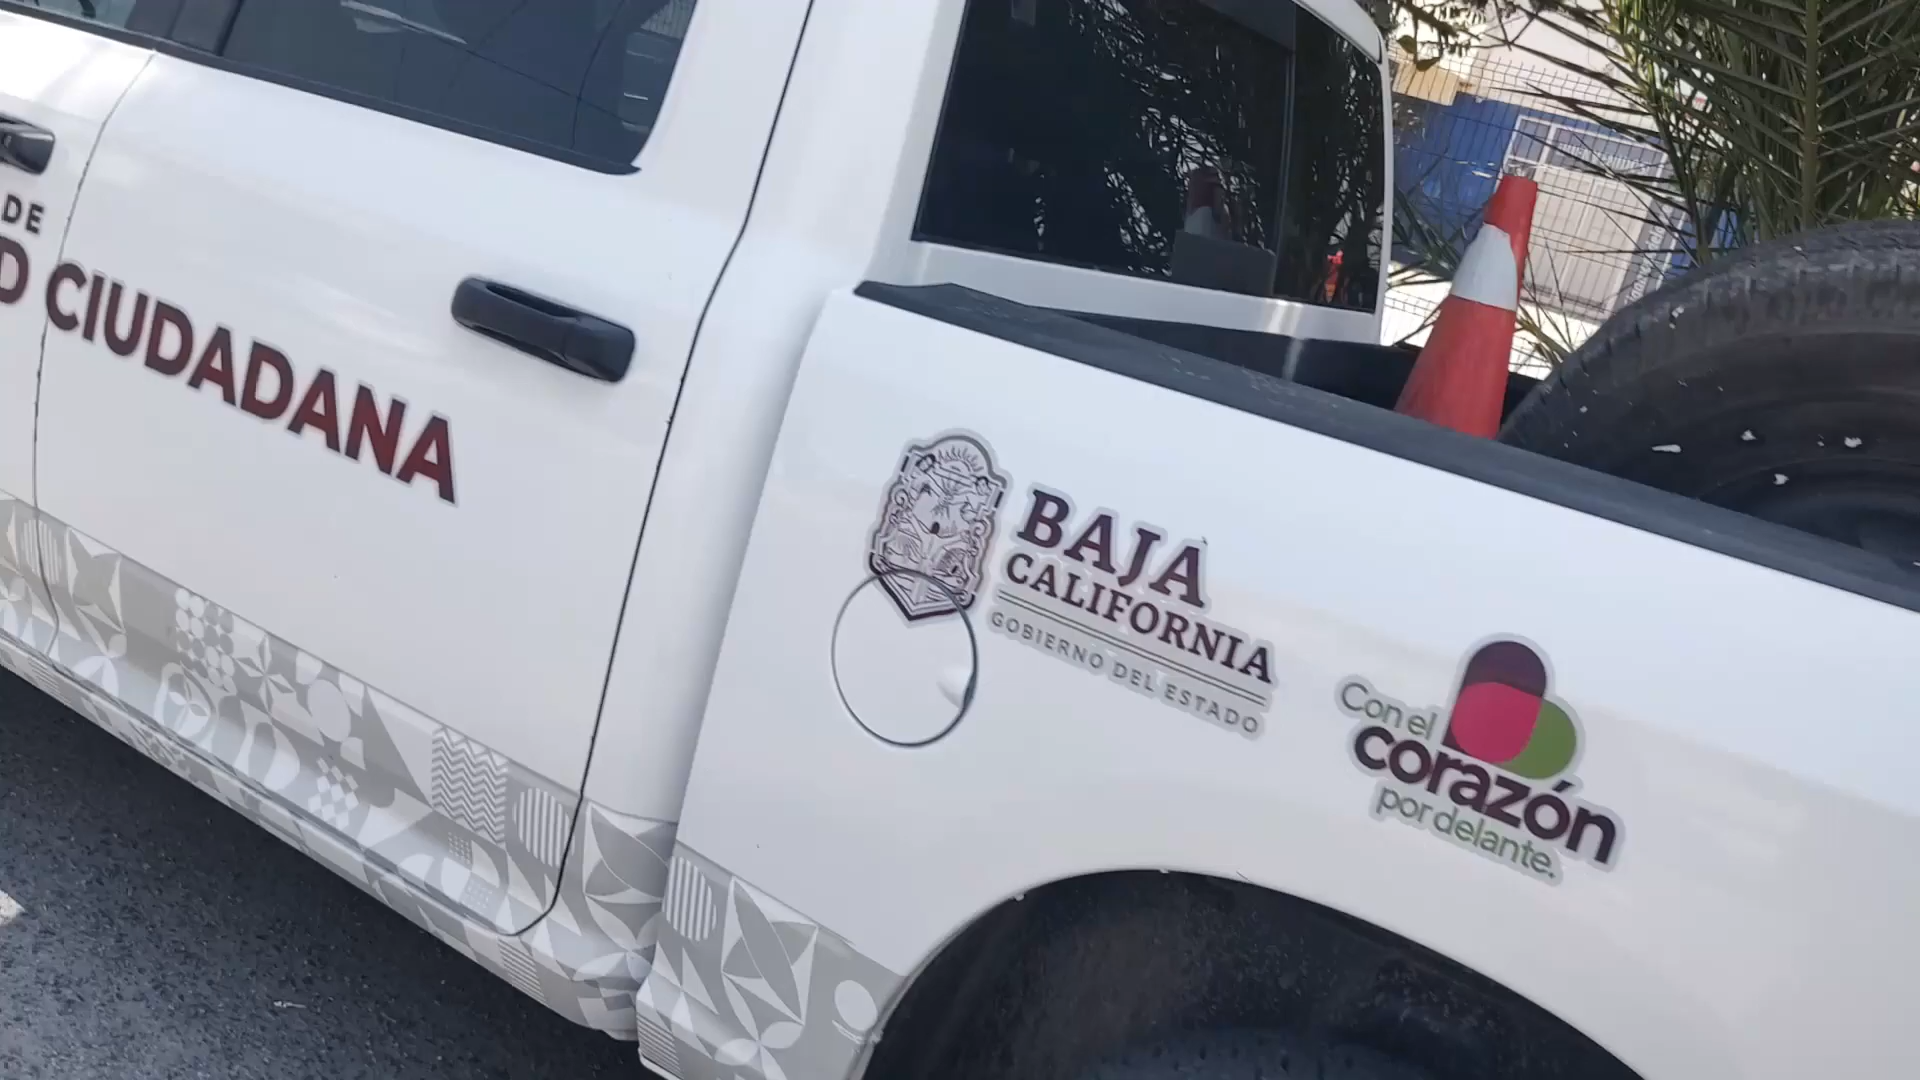 DE
D CIUDADANA
BAJA
CALIFORNIA
GOBIERNO DEL ESTADO
Con el
corazón
por delante.